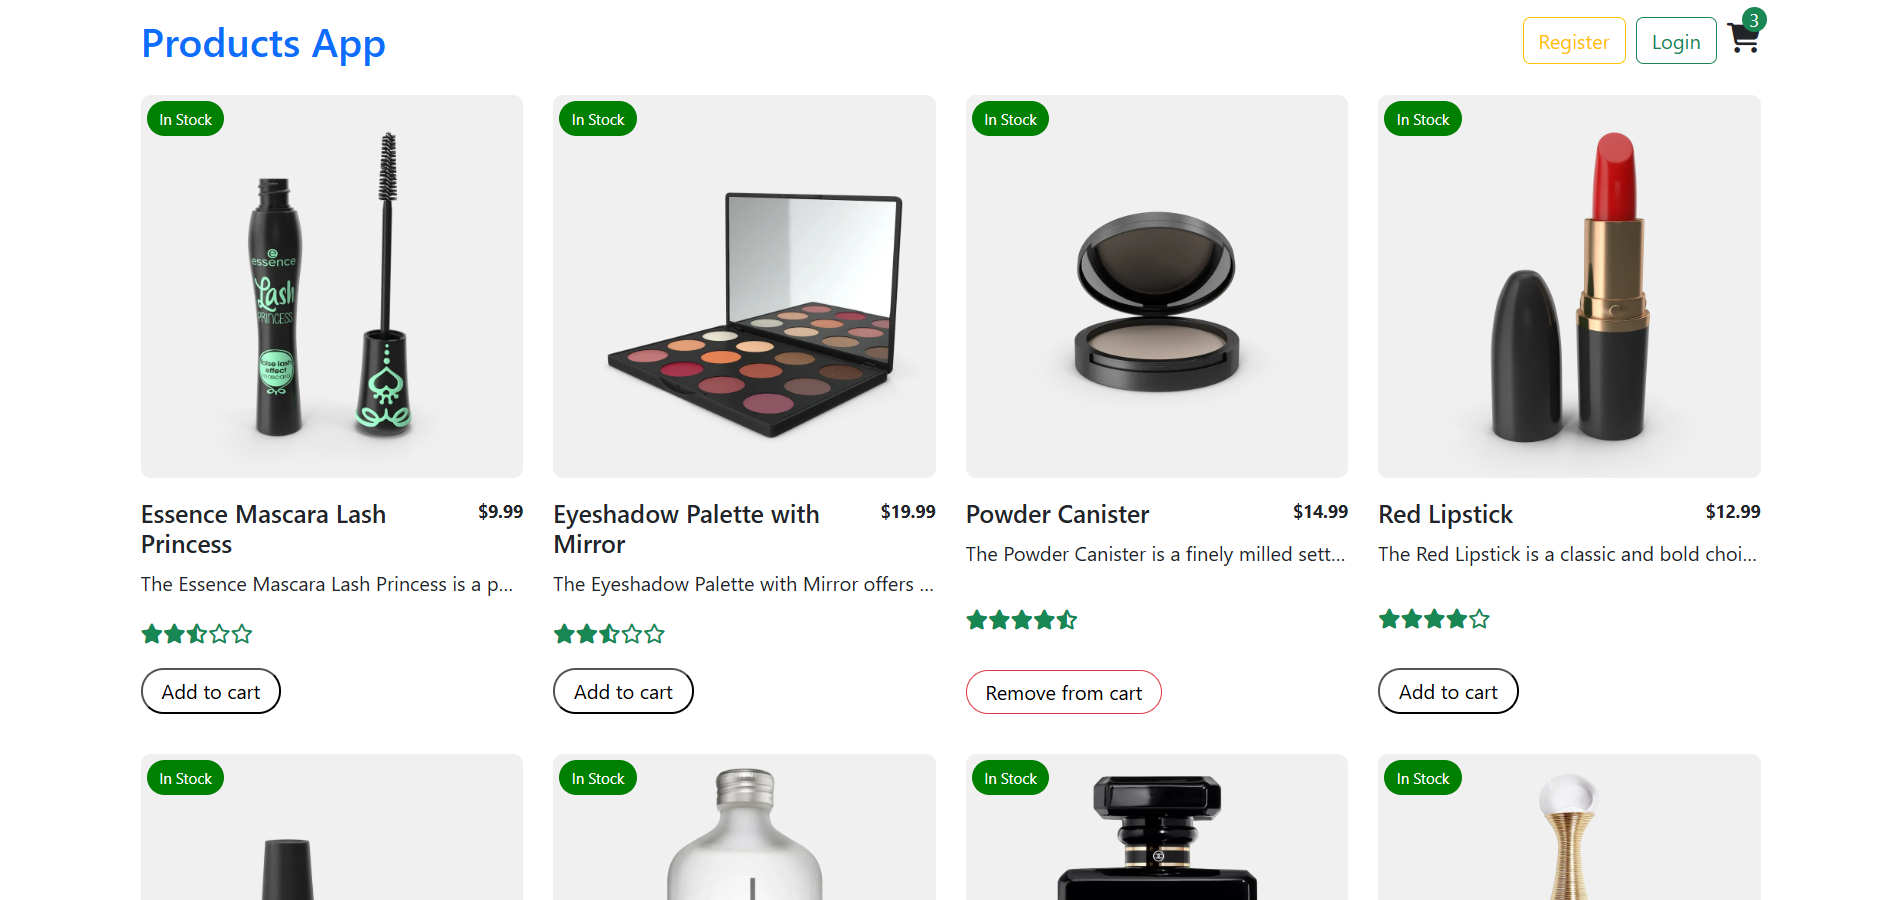 Products App
Register
Login
3
In Stock
In Stock
In Stock
In Stock
essence
Lash
PRINCESS
false lash
effect
mascara
Essence Mascara Lash
Princess
$9.99
The Essence Mascara Lash Princess is a p...
Add to cart
Eyeshadow Palette with
Mirror
$19.99
The Eyeshadow Palette with Mirror offers ...
Add to cart
Powder Canister
$14.99
The Powder Canister is a finely milled sett...
Remove from cart
Red Lipstick
$12.99
The Red Lipstick is a classic and bold choi...
Add to cart
In Stock
In Stock
In Stock
In Stock